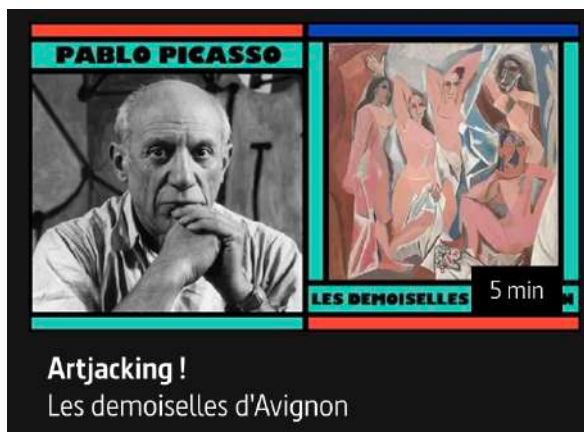 PABLO PICASSO
LES DEMOISELLES
5 min
N
Artjacking !
Les demoiselles d'Avignon